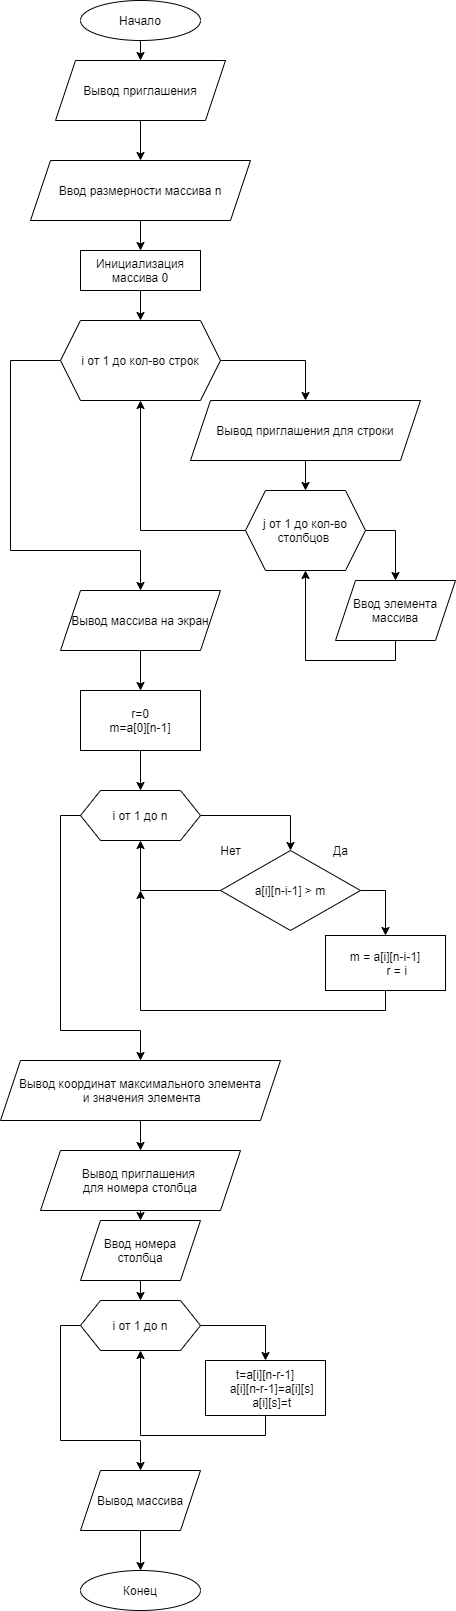 Начало
Вывод приглашения
Ввод размерности массива n
Инициализация
массива 0
i от 1 до кол-во строк
Вывод приглашения для строки
j от 1 до кол-во
столбцов
Ввод элемента
массива
Вывод массива на экран
r=0
m=a[0][n-1]
i от 1 до n
Нет
Да
a[i][n-i-1] > m
m = a[i][n-i-1]
r = i
Вывод координат максимального элемента
и значения элемента
Вывод приглашения
для номера столбца
Ввод номера
столбца
i от 1 до n
t=a[i][n-r-1]
a[i][n-r-1]=a[i][s]
a[i][s]=t
Вывод массива
Конец